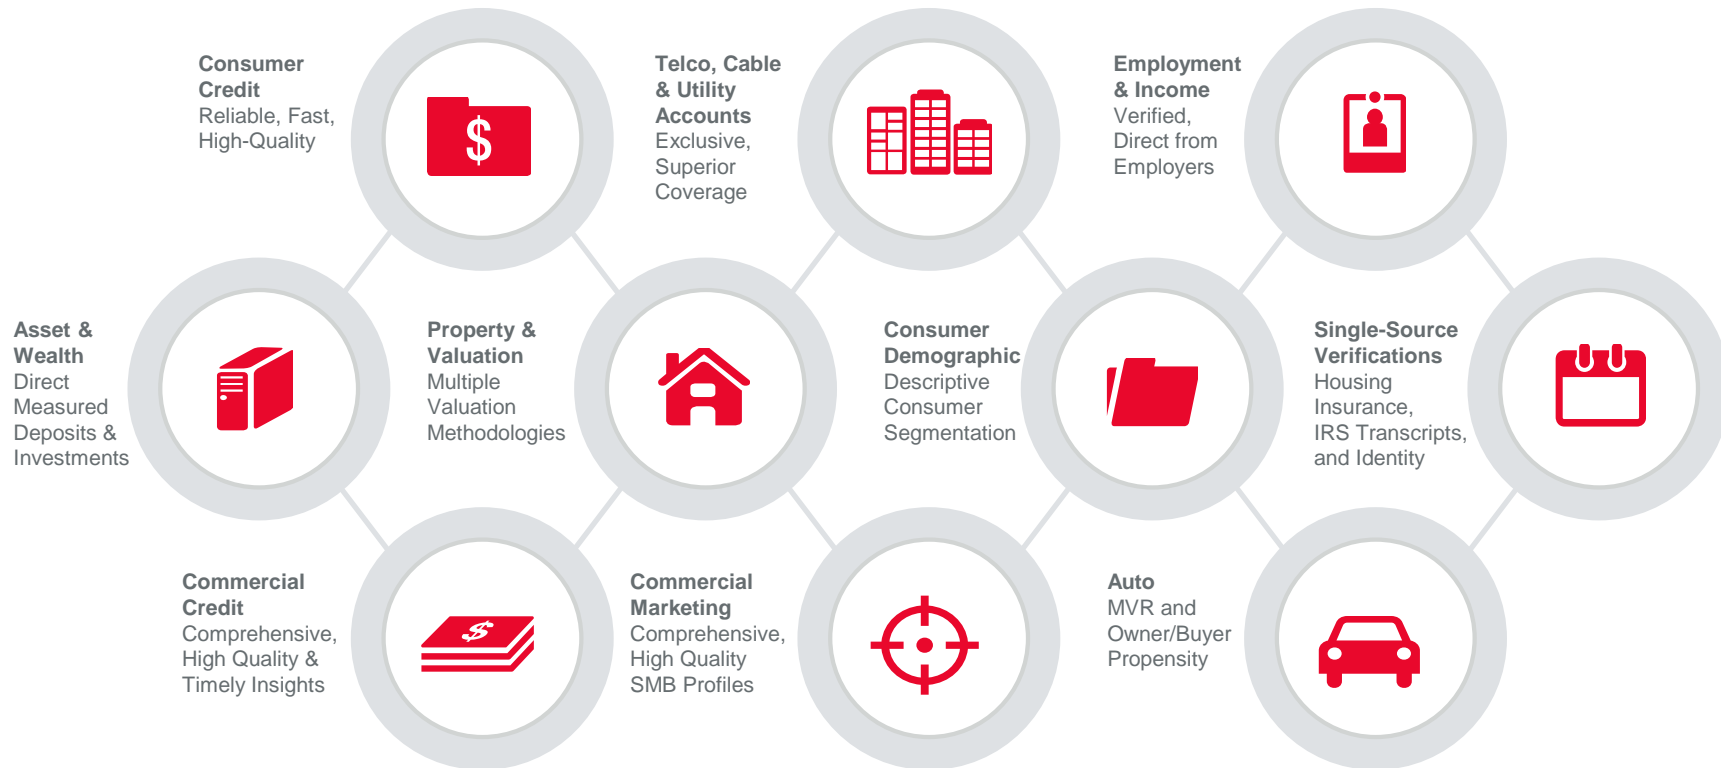 Consumer
Credit
Reliable, Fast,
High-Quality
$
Telco, Cable
& Utility
Accounts
Exclusive,
Superior
Coverage
Employment
& Income
Verified,
Direct from
Employers
Asset &
Wealth
Direct
Measured
Deposits &
Investments
Property &
Valuation
Multiple
Valuation
Methodologies
Consumer
Demographic
Descriptive
Consumer
Segmentation
Single-Source
Verifications
Housing
Insurance,
IRS Transcripts,
and Identity
Commercial
Credit
Comprehensive,
High Quality &
Timely Insights
$
Commercial
Marketing
Comprehensive,
High Quality
SMB Profiles
Auto
MVR and
Owner/Buyer
Propensity